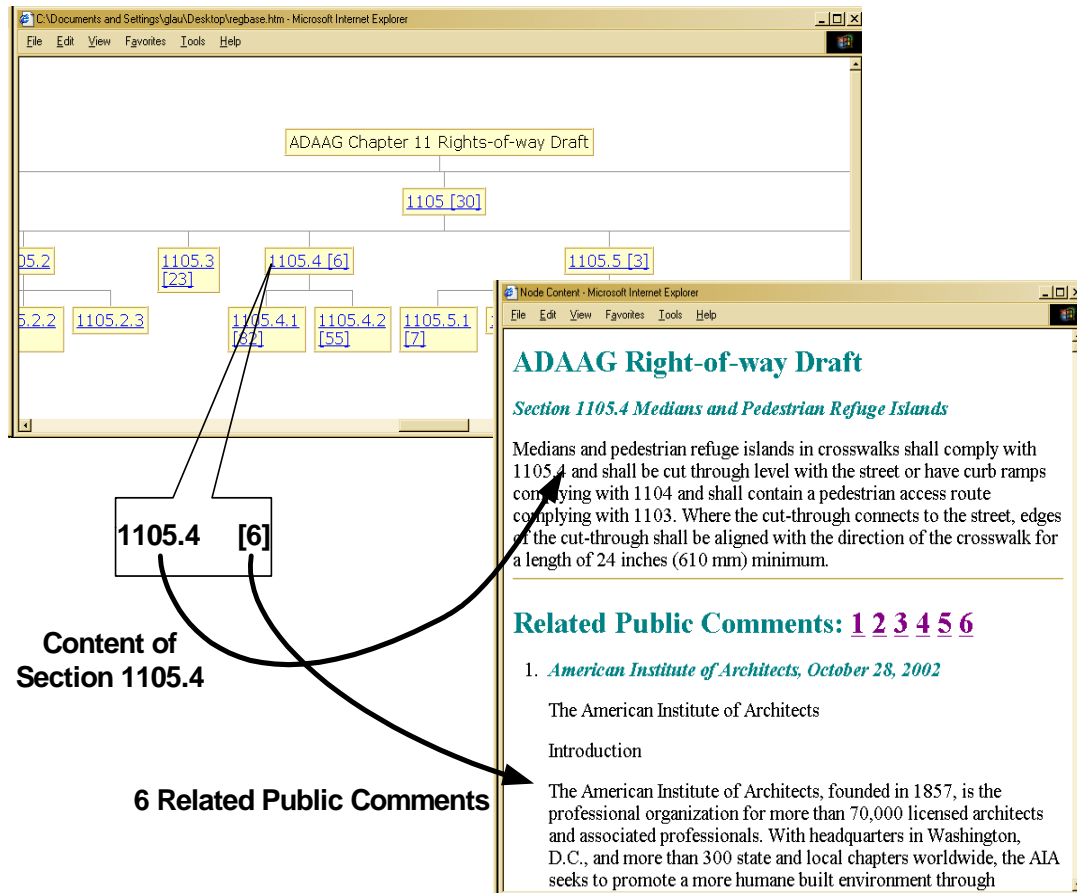 C:\Documents and Settings\glau\Desktop\regbase.htm - Microsoft Internet Explorer
File Edit View Favorites Tools Help
ADAAG Chapter 11 Rights-of-way Draft
1105 [30]
05.2
1105.3
[23]
1105.4 [6]
1105.5 [3]
5.2.2
1105.2.3
1105.4.1
[82]
1105.4.2
[55]
1105.5.1
[7]
Node Content - Microsoft Internet Explorer
File Edit View Favorites Tools Help
ADAAG Right-of-way Draft
Section 1105.4 Medians and Pedestrian Refuge Islands
Medians and pedestrian refuge islands in crosswalks shall comply with
1105.4 and shall be cut through level with the street or have curb ramps
complying with 1104 and shall contain a pedestrian access route
complying with 1103. Where the cut-through connects to the street, edges
of the cut-through shall be aligned with the direction of the crosswalk for
a length of 24 inches (610 mm) minimum.
Related Public Comments: 1 2 3 4 5 6
1. American Institute of Architects, October 28, 2002
The American Institute of Architects
Introduction
The American Institute of Architects, founded in 1857, is the
professional organization for more than 70,000 licensed architects
and associated professionals. With headquarters in Washington,
D.C., and more than 300 state and local chapters worldwide, the AIA
seeks to promote a more humane built environment through
1105.4 [6]
Content of
Section 1105.4
6 Related Public Comments